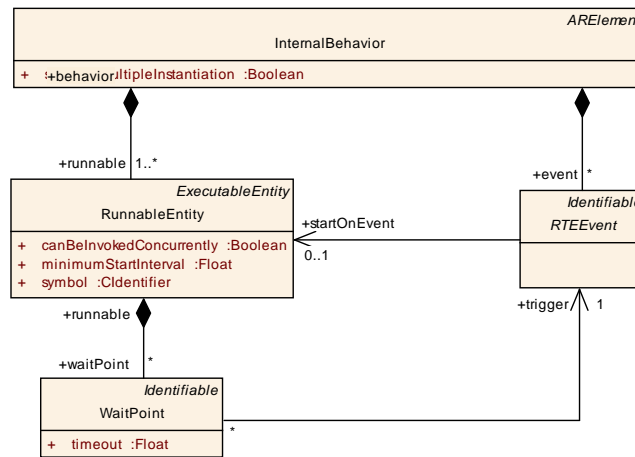 ARElement
InternalBehavior
+ ultipleInstantiation :Boolean
+behavior
+runnable 1..*
+event *
ExecutableEntity
RunnableEntity
+ canBeInvokedConcurrently :Boolean
+ minimumStartInterval :Float
+ symbol :CIdentifier
+startOnEvent
0..1
Identifiable
RTEEvent
+runnable
+trigger 1
+waitPoint *
Identifiable
WaitPoint
+ timeout :Float
*